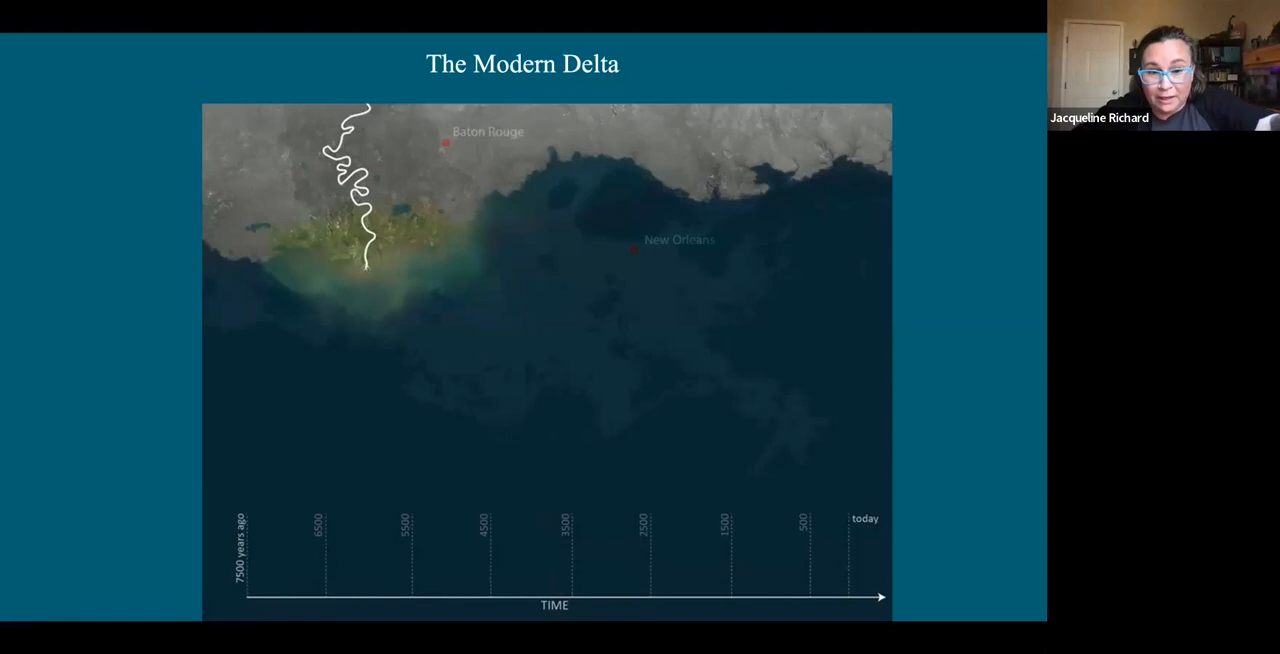 The Modern Delta
Jacqueline Richard
Baton Rouge
New Orleans
7500 years ago
6500
5500
4500
3500
2500
1500
500
today
TIME